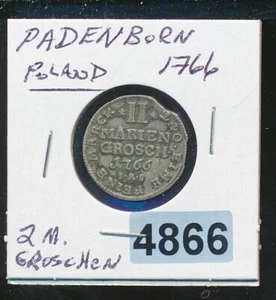 PADENBORN
POLAND 1766
II
MARIEN
GROSCH
1766
2 M.
GROSCHEN
4866